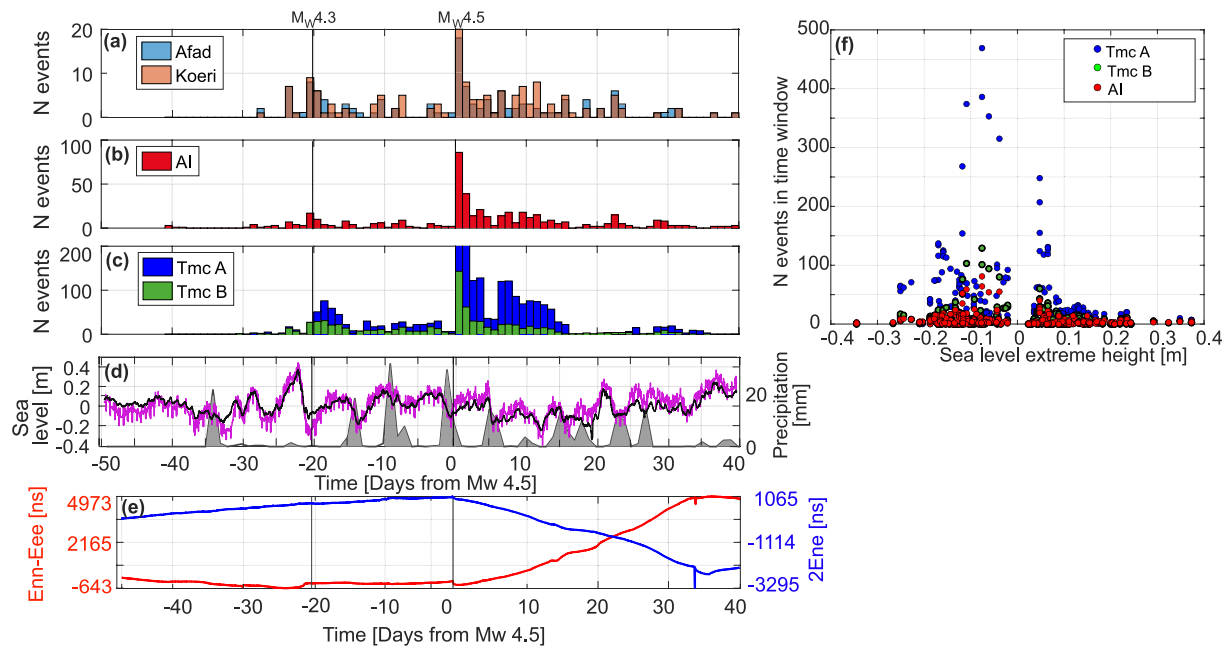 M_W4.3
M_W4.5
(a)
Afad
Koeri
N events
20
10
0
(b)
AI
N events
100
50
0
(c)
Tmc A
Tmc B
N events
200
100
0
(d)
Sea
level [m]
0.4
0.2
0
-0.2
-0.4
Precipitation
[mm]
20
0
-50 -40 -30 -20 -10 0 10 20 30 40
Time [Days from Mw 4.5]
(e)
Enn-Eee [ns]
4973
2165
-643
2Ene [ns]
1065
-1114
-3295
-40 -30 -20 -10 0 10 20 30 40
Time [Days from Mw 4.5]
(f)
Tmc A
Tmc B
AI
N events in time window
500
400
300
200
100
0
-0.4 -0.3 -0.2 -0.1 0 0.1 0.2 0.3 0.4
Sea level extreme height [m]